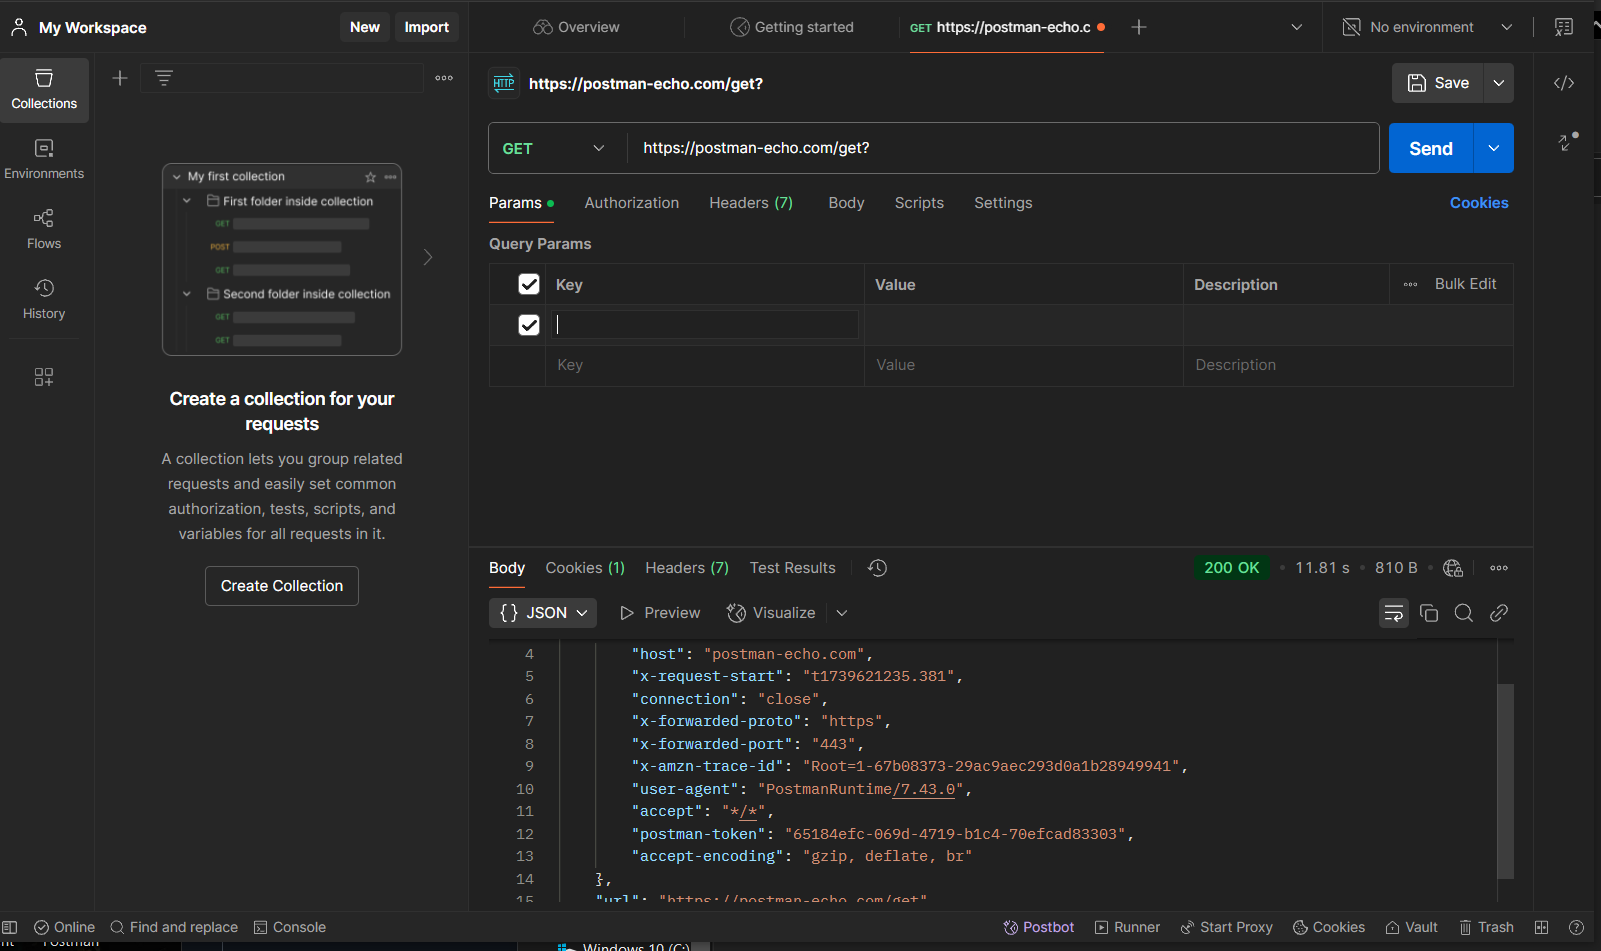 My Workspace
New
Import
Overview
Getting started
GET https://postman-echo.c
No environment
Collections
Environments
Flows
History
My first collection
First folder inside collection
GET
POST
GET
Second folder inside collection
GET
GET
Create a collection for your
requests
A collection lets you group related
requests and easily set common
authorization, tests, scripts, and
variables for all requests in it.
Create Collection
HTTP https://postman-echo.com/get?
Save
GET
https://postman-echo.com/get?
Send
Params
Authorization
Headers (7)
Body
Scripts
Settings
Cookies
Query Params
Key
Value
Description
Bulk Edit
Key
Value
Description
Body
Cookies (1)
Headers (7)
Test Results
200 OK
11.81 s
810 B
{} JSON
Preview
Visualize
4 "host": "postman-echo.com",
5 "x-request-start": "t1739621235.381",
6 "connection": "close",
7 "x-forwarded-proto": "https",
8 "x-forwarded-port": "443",
9 "x-amzn-trace-id": "Root=1-67b08373-29ac9aec293d0a1b28949941",
10 "user-agent": "PostmanRuntime/7.43.0",
11 "accept": "*/*",
12 "postman-token": "65184efc-069d-4719-b1c4-70efcad83303",
13 "accept-encoding": "gzip, deflate, br"
14 },
15 "url": "https://postman-echo.com/get"
Online
Find and replace
Console
Postbot
Runner
Start Proxy
Cookies
Vault
Trash
Postman
Windows 10 (C:)